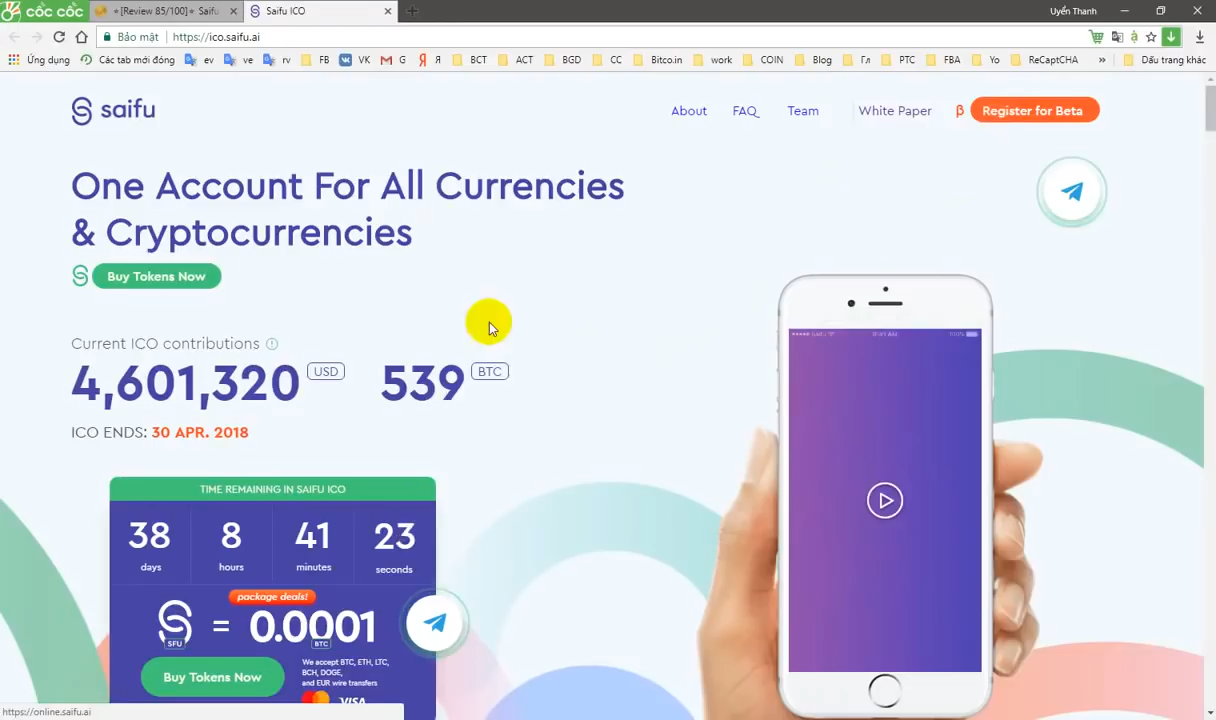 cốc cốc
+[Review 85/100]+ Saifu
Saifu ICO
Uyển Thanh
Bảo mật
https://ico.saifu.ai
Ứng dụng
Các tab mới đóng
ev
ve
rv
FB
VK
G
Я
BCT
ACT
BGD
CC
Bitco.in
work
COIN
Blog
Гл
PTC
FBA
Yo
ReCaptCHA
»
Dấu trang khác
saifu
About
FAQ
Team
White Paper
β
Register for Beta
One Account For All Currencies
& Cryptocurrencies
Buy Tokens Now
Current ICO contributions
4,601,320 USD
539 BTC
ICO ENDS: 30 APR. 2018
TIME REMAINING IN SAIFU ICO
38 8 41 23
days hours minutes seconds
package deals!
= 0.0001
SFU
BTC
Buy Tokens Now
We accept BTC, ETH, LTC,
BCH, DOGE,
and EUR wire transfers
VISA
https://online.saifu.ai